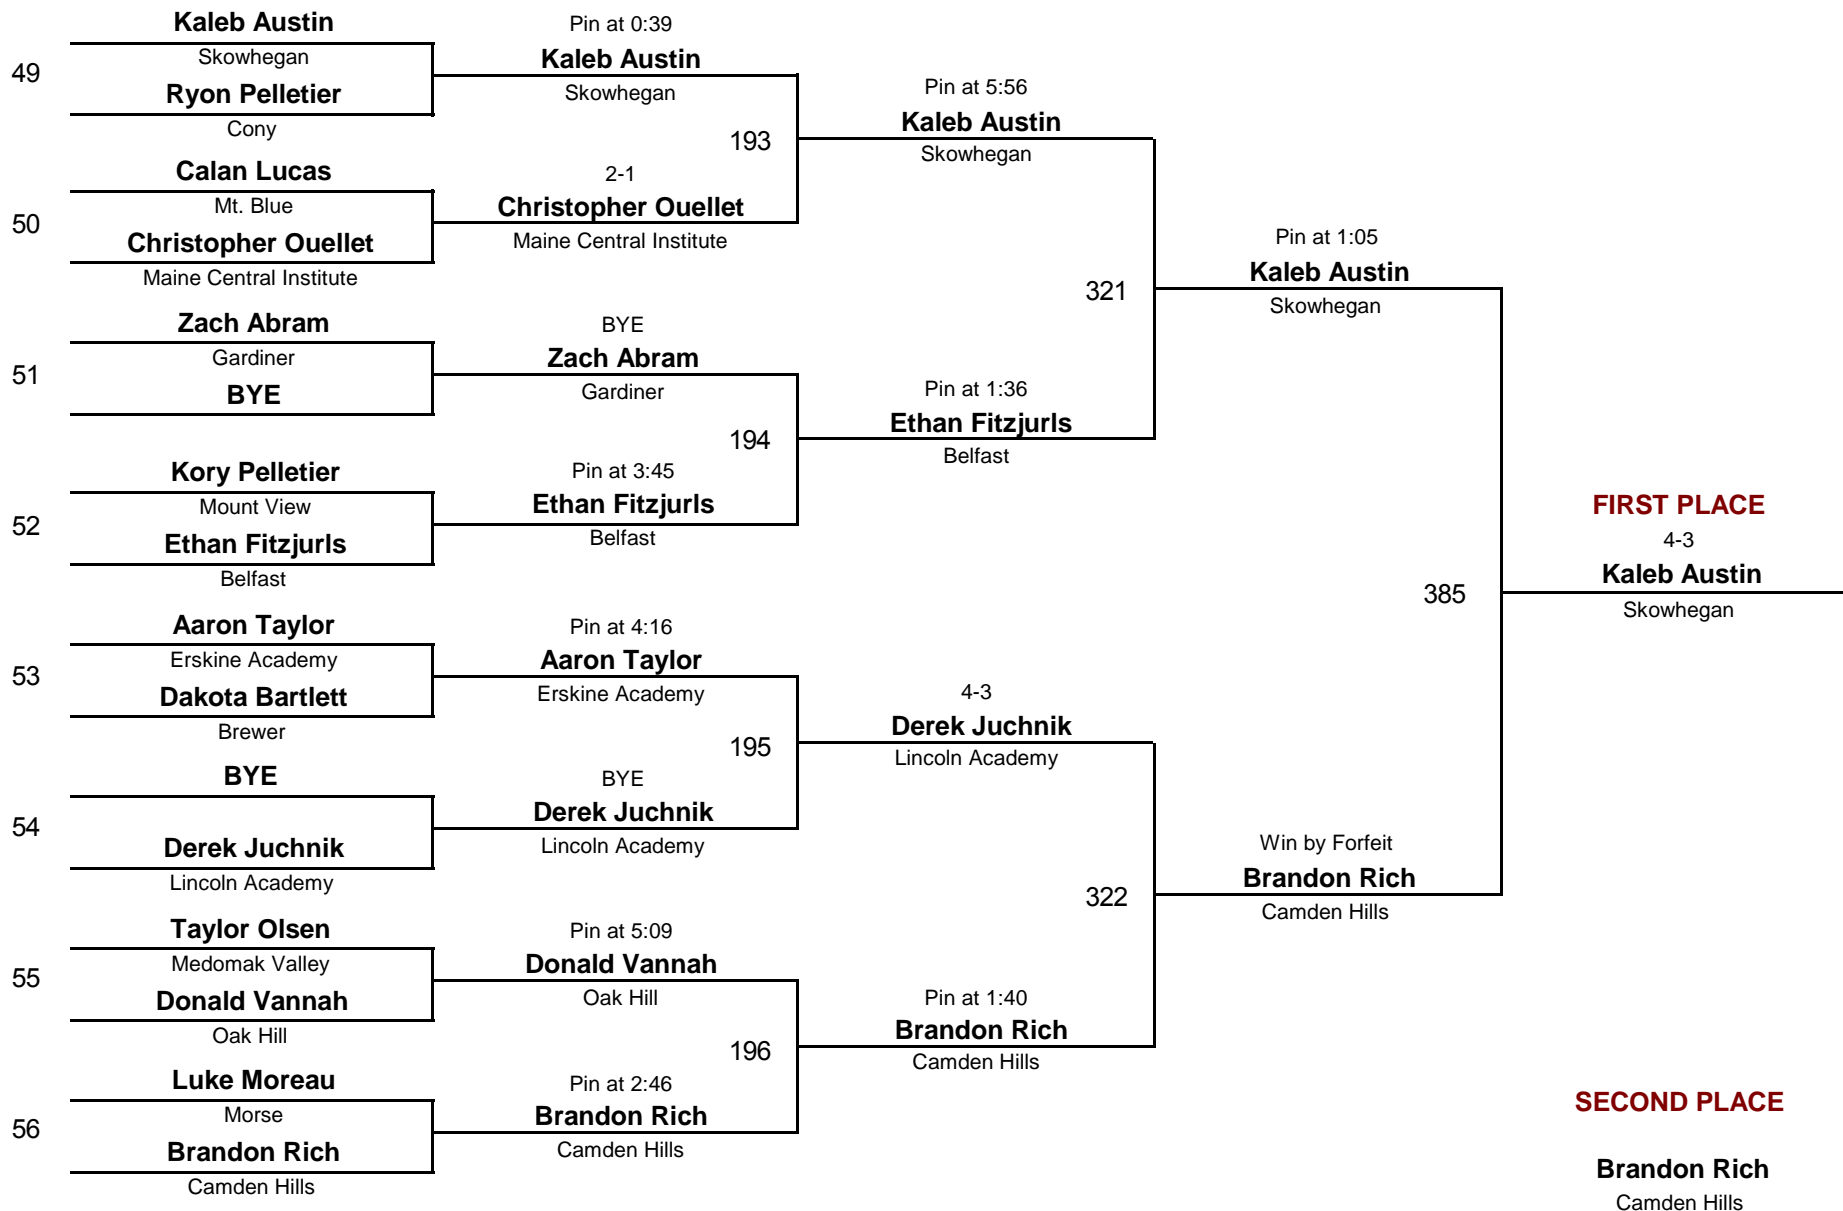 Kaleb Austin
Skowhegan
49
Ryon Pelletier
Cony
Calan Lucas
Mt. Blue
50
Christopher Ouellet
Maine Central Institute
Zach Abram
Gardiner
51
BYE
Kory Pelletier
Mount View
52
Ethan Fitzjurls
Belfast
Aaron Taylor
Erskine Academy
53
Dakota Bartlett
Brewer
BYE
54
Derek Juchnik
Lincoln Academy
Taylor Olsen
Medomak Valley
55
Donald Vannah
Oak Hill
Luke Moreau
Morse
56
Brandon Rich
Camden Hills
Pin at 0:39
Kaleb Austin
Skowhegan
193
2-1
Christopher Ouellet
Maine Central Institute
BYE
Zach Abram
Gardiner
194
Pin at 3:45
Ethan Fitzjurls
Belfast
Pin at 4:16
Aaron Taylor
Erskine Academy
195
BYE
Derek Juchnik
Lincoln Academy
Pin at 5:09
Donald Vannah
Oak Hill
196
Pin at 2:46
Brandon Rich
Camden Hills
Pin at 5:56
Kaleb Austin
Skowhegan
321
Pin at 1:36
Ethan Fitzjurls
Belfast
4-3
Derek Juchnik
Lincoln Academy
322
Pin at 1:40
Brandon Rich
Camden Hills
Pin at 1:05
Kaleb Austin
Skowhegan
385
Win by Forfeit
Brandon Rich
Camden Hills
FIRST PLACE
4-3
Kaleb Austin
Skowhegan
SECOND PLACE
Brandon Rich
Camden Hills